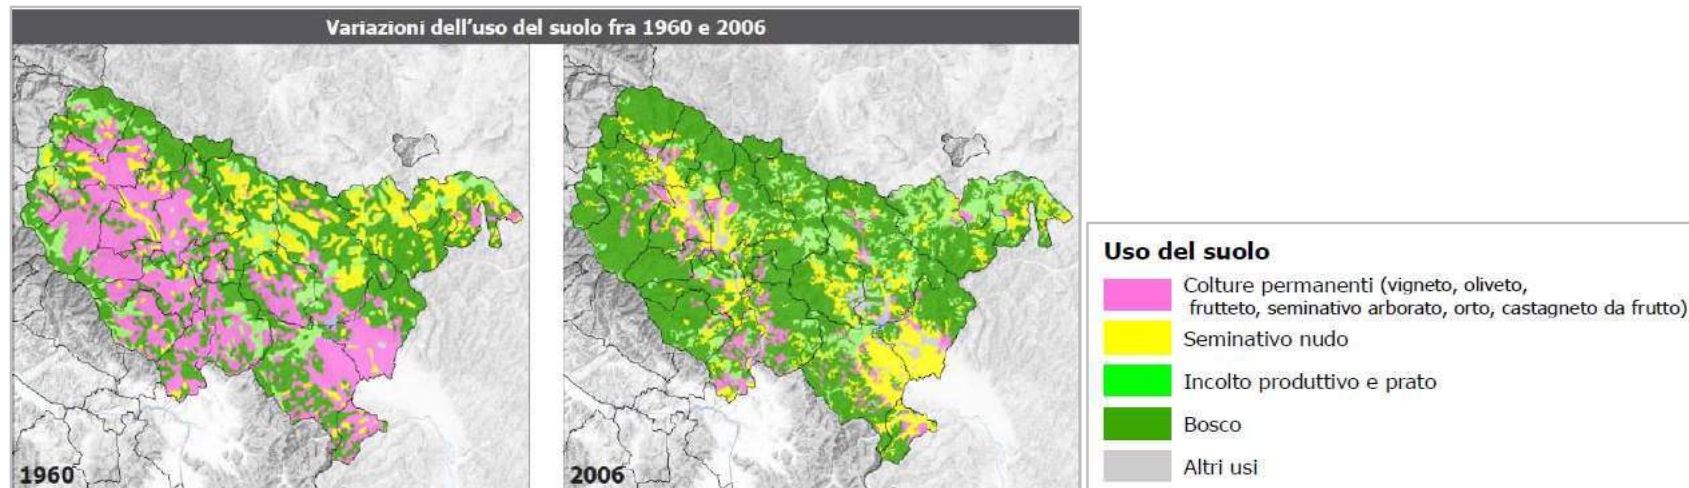 Variazioni dell'uso del suolo fra 1960 e 2006
1960
2006
Uso del suolo
Colture permanenti (vigneto, oliveto,
frutteto, seminativo arborato, orto, castagneto da frutto)
Seminativo nudo
Incolto produttivo e prato
Bosco
Altri usi